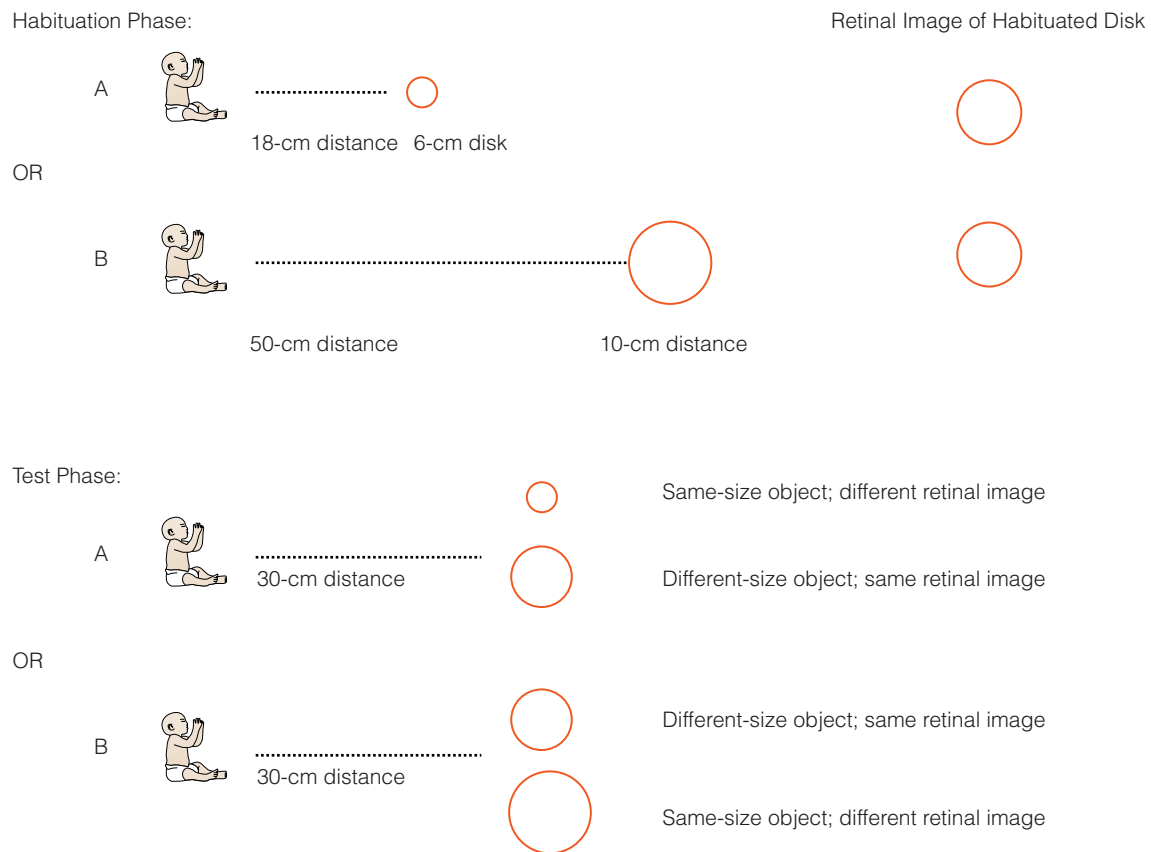 Habituation Phase:
Retinal Image of Habituated Disk
A
18-cm distance 6-cm disk
OR
B
50-cm distance
10-cm distance
Test Phase:
Same-size object; different retinal image
A
30-cm distance
Different-size object; same retinal image
OR
Different-size object; same retinal image
B
30-cm distance
Same-size object; different retinal image